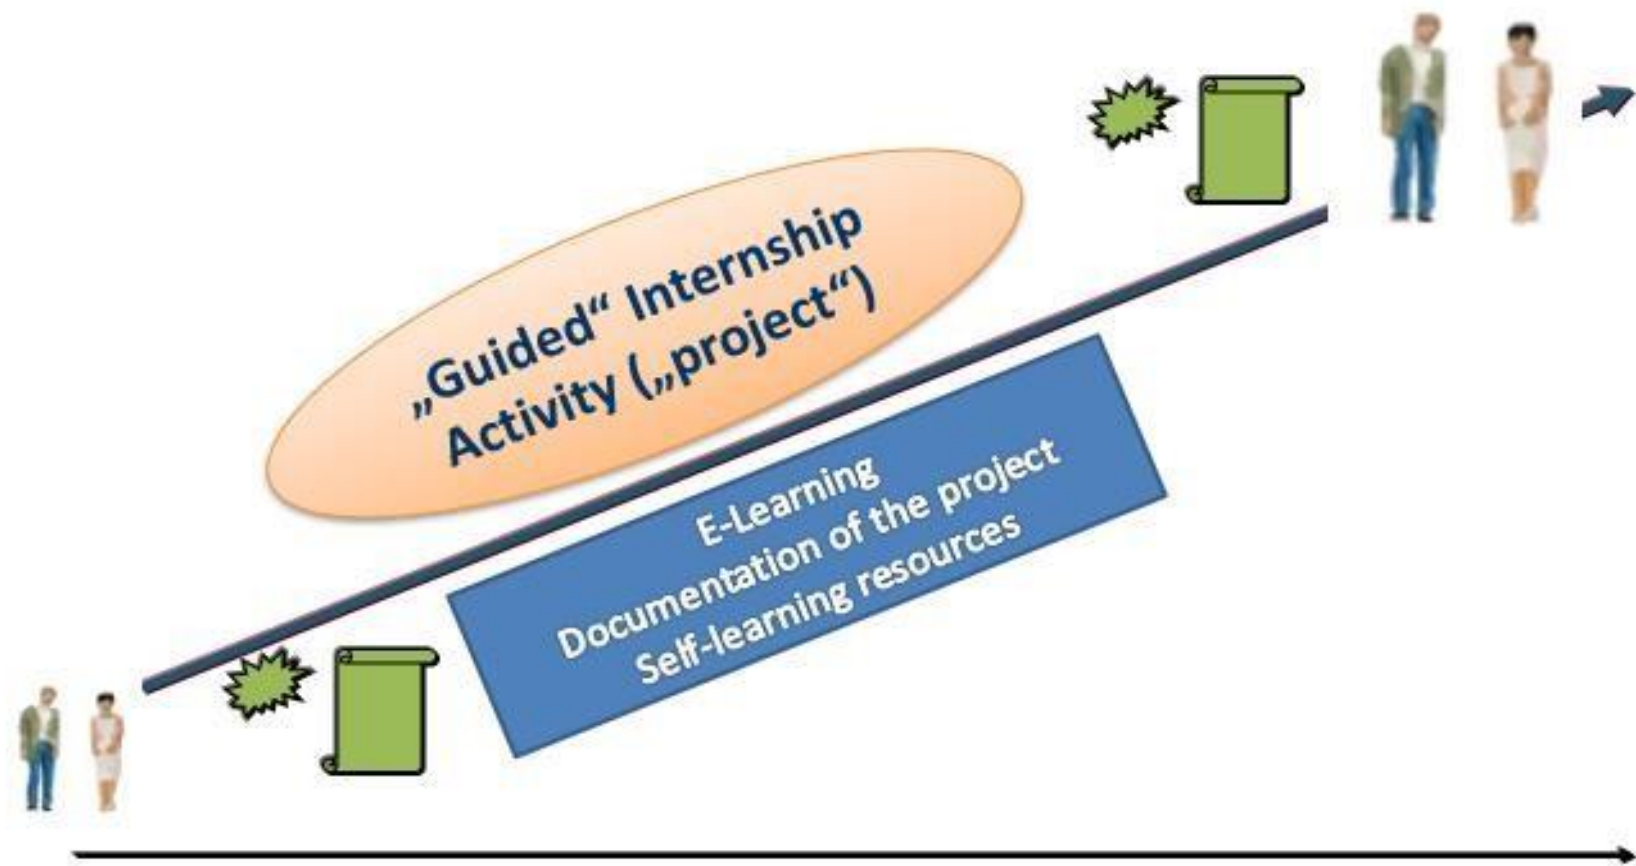 „Guided“ Internship
Activity („project“)
E-Learning
Documentation of the project
Self-learning resources